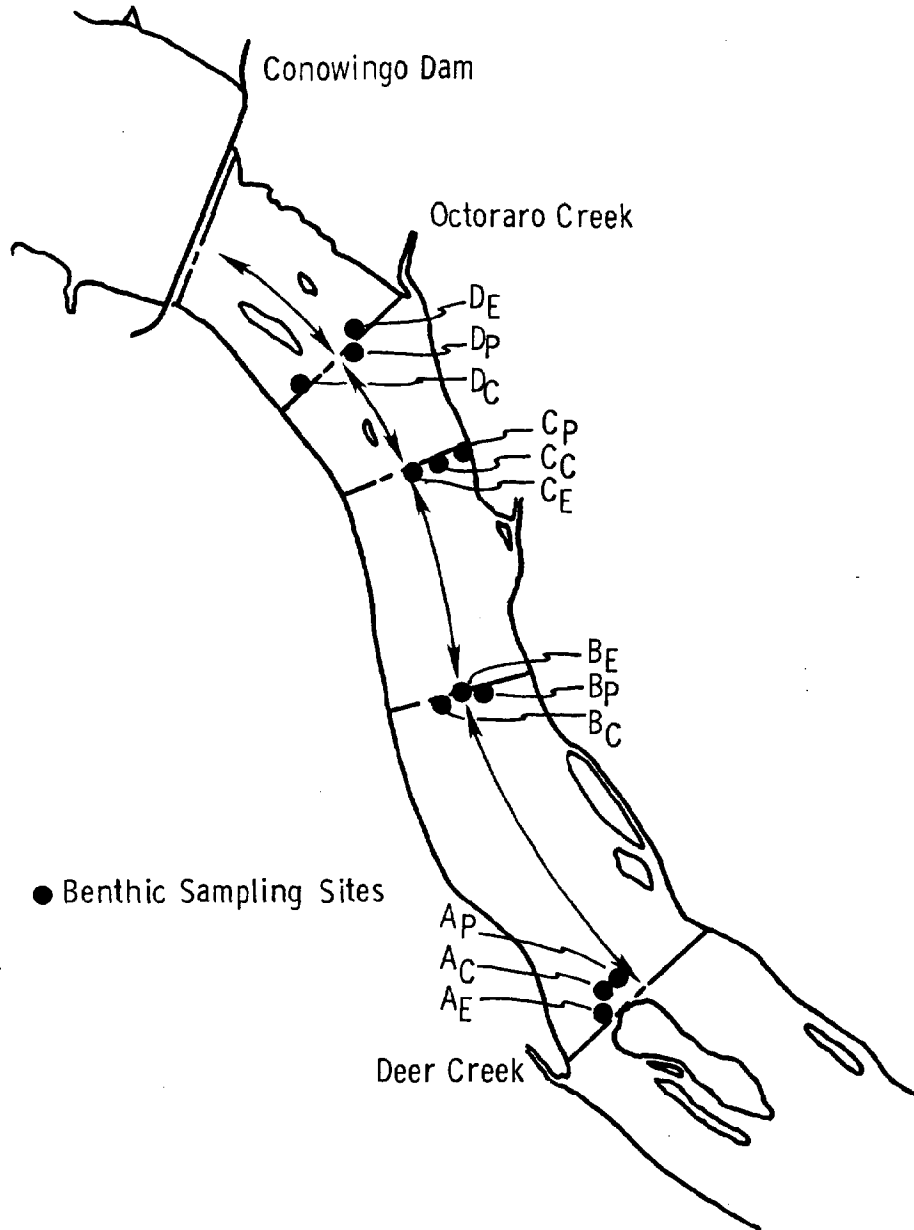 Conowingo Dam
Octoraro Creek
DE
DP
DC
CP
CC
CE
BE
BP
BC
Benthic Sampling Sites
AP
AC
AE
Deer Creek